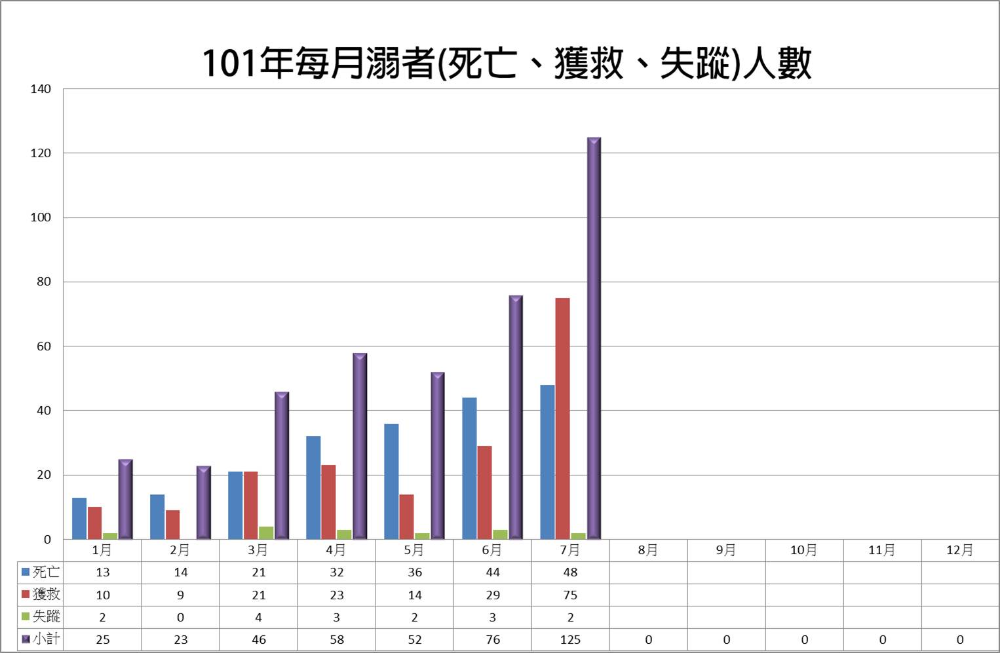 101年每月溺者(死亡、獲救、失蹤)人數
140
120
100
80
60
40
20
0
1月 2月 3月 4月 5月 6月 7月 8月 9月 10月 11月 12月
死亡 13 14 21 32 36 44 48
獲救 10 9 21 23 14 29 75
失蹤 2 0 4 3 2 3 2
小計 25 23 46 58 52 76 125 0 0 0 0 0